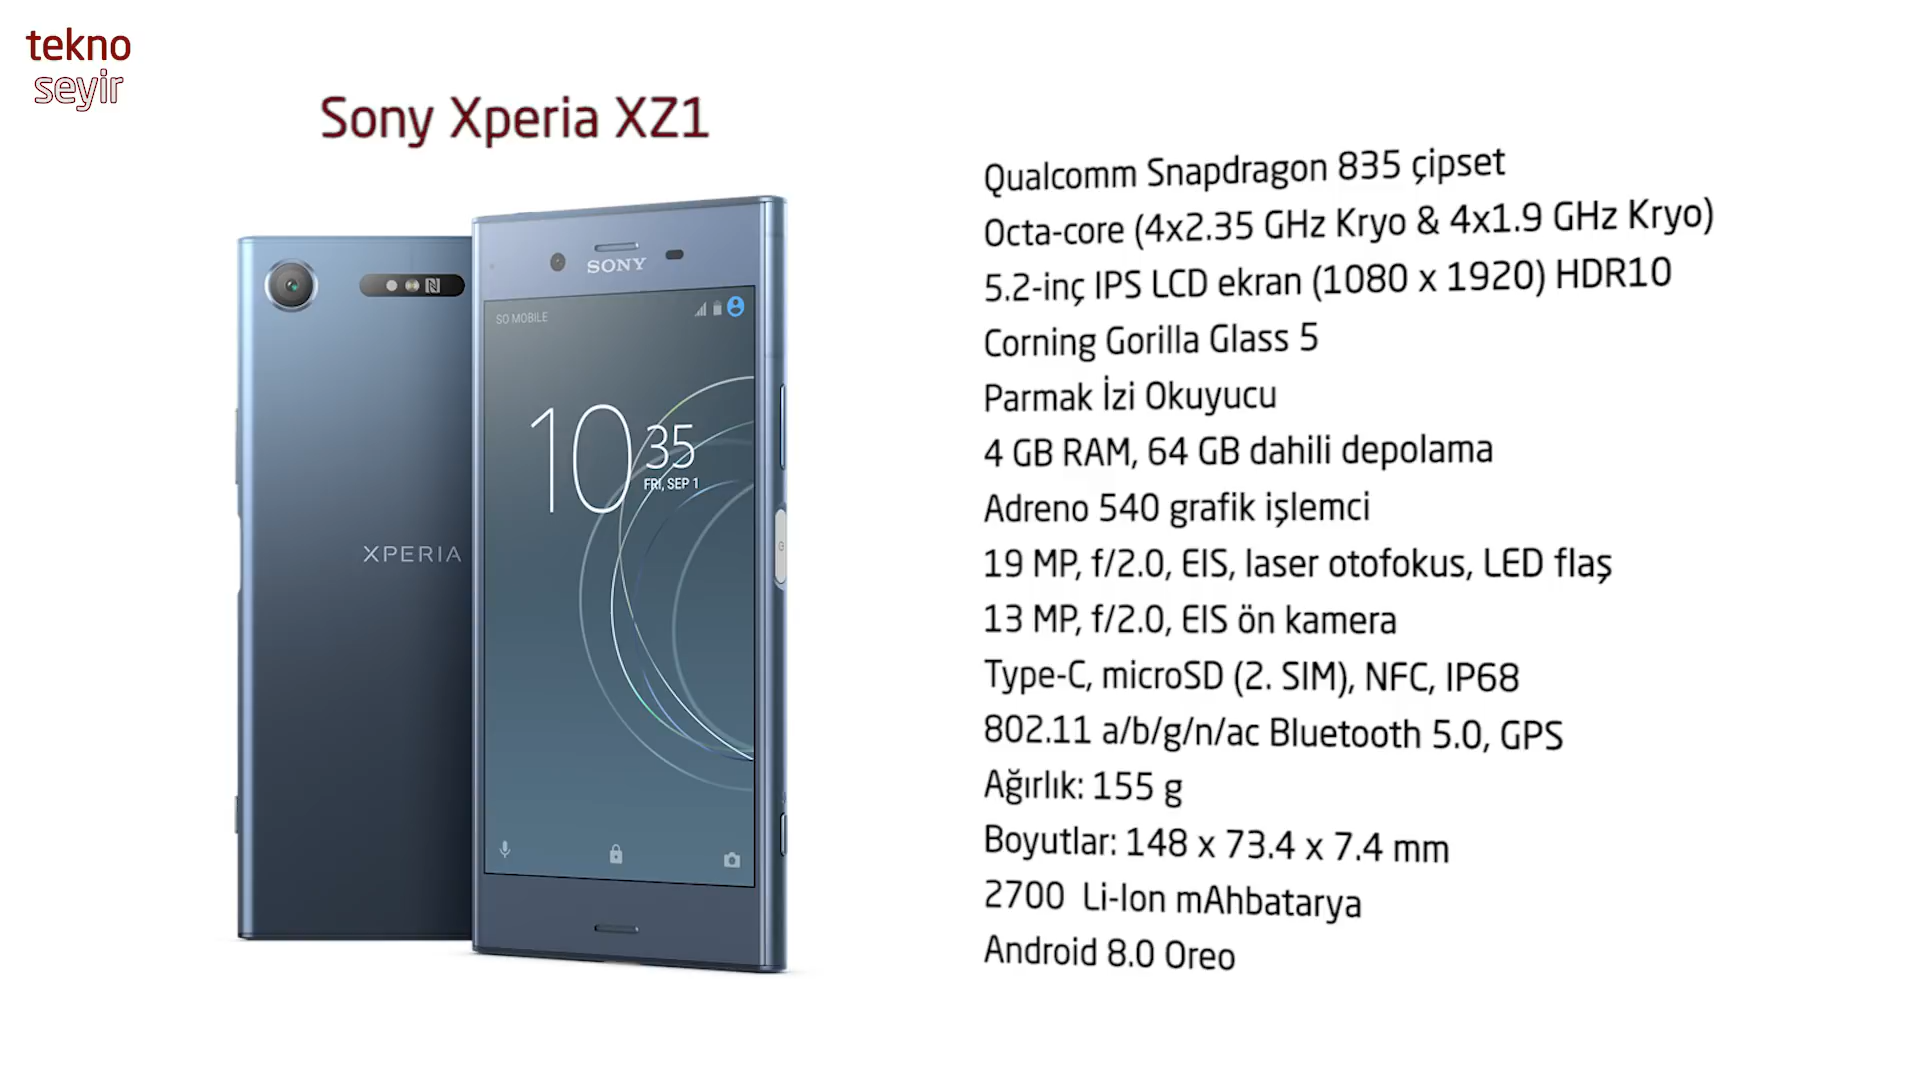 tekno
seyir
Sony Xperia XZ1
SONY
SO MOBILE
10 35
FRI, SEP 1
XPERIA
Qualcomm Snapdragon 835 çipset
Octa-core (4x2.35 GHz Kryo & 4x1.9 GHz Kryo)
5.2-inç IPS LCD ekran (1080 x 1920) HDR10
Corning Gorilla Glass 5
Parmak İzi Okuyucu
4 GB RAM, 64 GB dahili depolama
Adreno 540 grafik işlemci
19 MP, f/2.0, EIS, laser otofokus, LED flaş
13 MP, f/2.0, EIS ön kamera
Type-C, microSD (2. SIM), NFC, IP68
802.11 a/b/g/n/ac Bluetooth 5.0, GPS
Ağırlık: 155 g
Boyutlar: 148 x 73.4 x 7.4 mm
2700  Li-Ion mAhbatarya
Android 8.0 Oreo